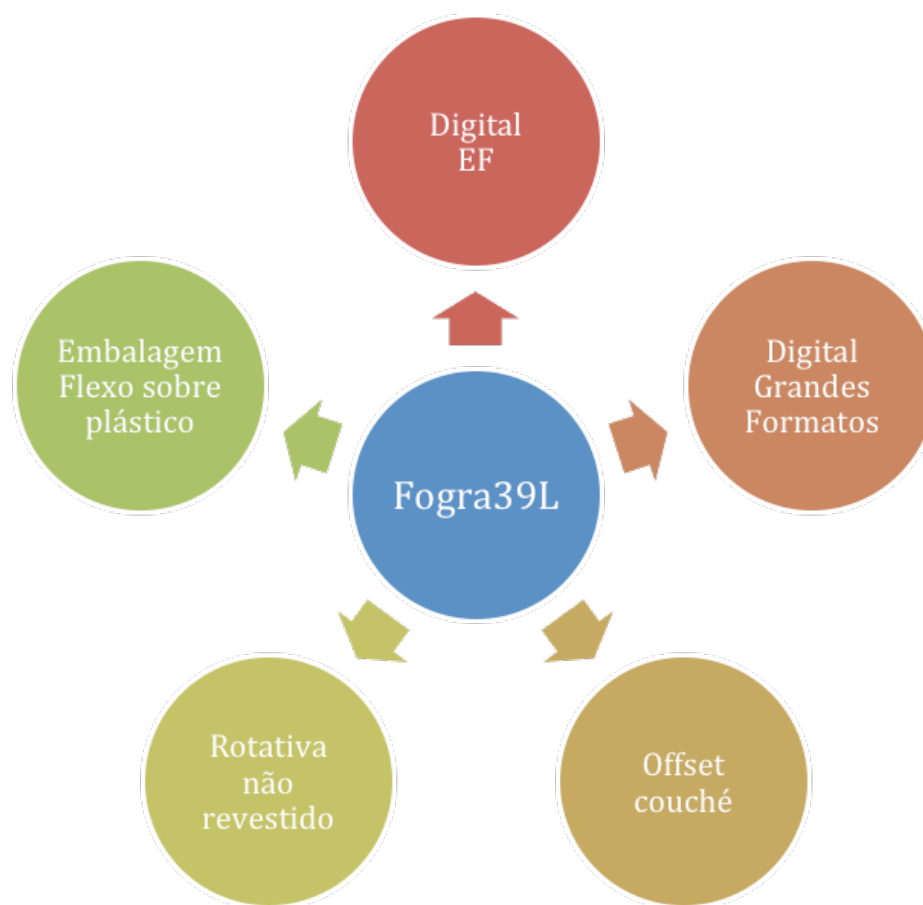 Digital
EF
Embalagem
Flexo sobre
plástico
Digital
Grandes
Formatos
Fogra39L
Rotativa
não
revestido
Offset
couché